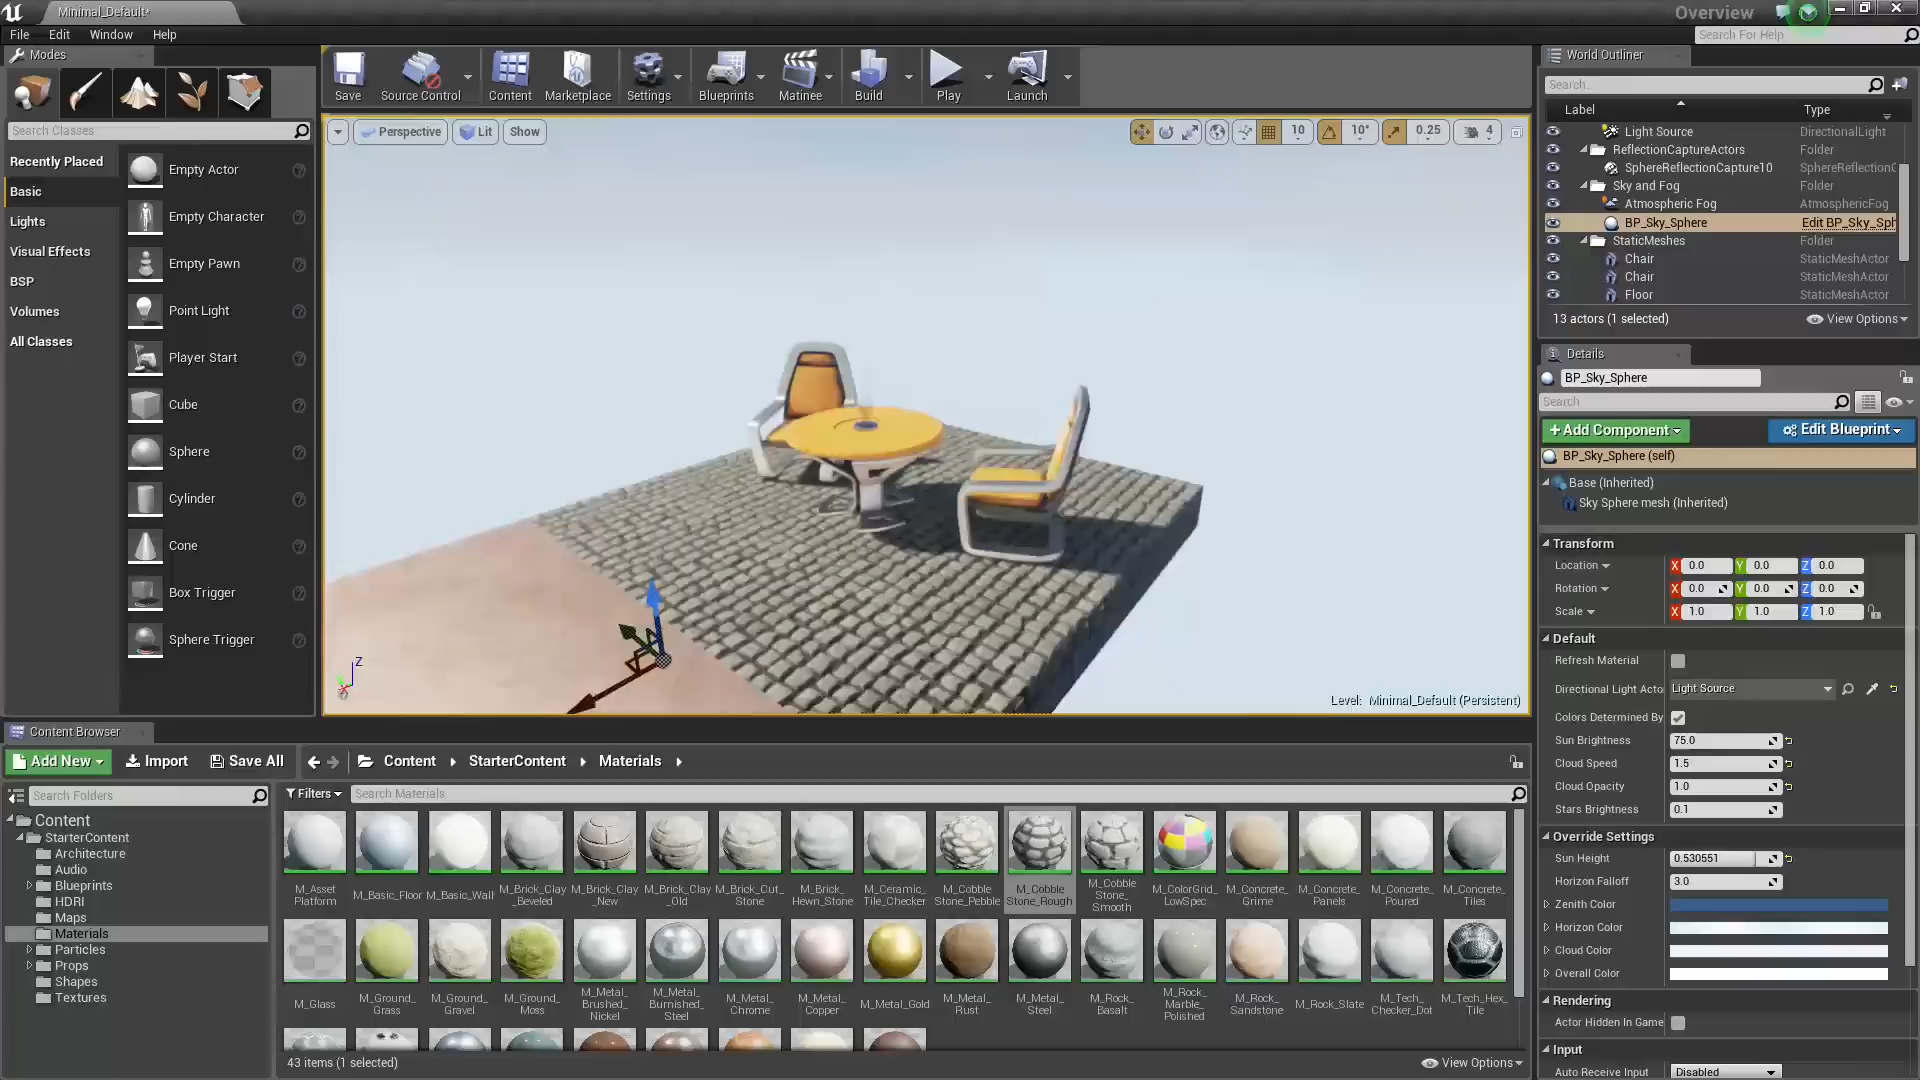 Minimal_Default*
Overview
File Edit Window Help
Search For Help
Modes
Search Classes
Recently Placed
Basic
Lights
Visual Effects
BSP
Volumes
All Classes
Empty Actor
Empty Character
Empty Pawn
Point Light
Player Start
Cube
Sphere
Cylinder
Cone
Box Trigger
Sphere Trigger
Save Source Control Content Marketplace Settings Blueprints Matinee Build Play Launch
Perspective Lit Show
10 10° 0.25 4
Z
Level: Minimal_Default (Persistent)
World Outliner
Search...
Label Type
Light Source DirectionalLight
ReflectionCaptureActors Folder
SphereReflectionCapture10 SphereReflectionC
Sky and Fog Folder
Atmospheric Fog AtmosphericFog
BP_Sky_Sphere Edit BP_Sky_Sph
StaticMeshes Folder
Chair StaticMeshActor
Chair StaticMeshActor
Floor StaticMeshActor
13 actors (1 selected) View Options
Details
BP_Sky_Sphere
Search
+Add Component Edit Blueprint
BP_Sky_Sphere (self)
Base (Inherited)
Sky Sphere mesh (Inherited)
Transform
Location X 0.0 Y 0.0 Z 0.0
Rotation X 0.0 Y 0.0 Z 0.0
Scale X 1.0 Y 1.0 Z 1.0
Default
Refresh Material
Directional Light Acto Light Source
Colors Determined By
Sun Brightness 75.0
Cloud Speed 1.5
Cloud Opacity 1.0
Stars Brightness 0.1
Override Settings
Sun Height 0.530551
Horizon Falloff 3.0
Zenith Color
Horizon Color
Cloud Color
Overall Color
Rendering
Actor Hidden In Game
Input
Auto Receive Input Disabled
Content Browser
Add New Import Save All Content StarterContent Materials
Search Folders
Filters Search Materials
Content
StarterContent
Architecture
Audio
Blueprints
HDRI
Maps
Materials
Particles
Props
Shapes
Textures
M_Asset Platform
M_Basic_Floor
M_Basic_Wall
M_Brick_Clay _Beveled
M_Brick_Clay _New
M_Brick_Clay _Old
M_Brick_Cut_ Stone
M_Brick_ Hewn_Stone
M_Ceramic_ Tile_Checker
M_Cobble Stone_Pebble
M_Cobble Stone_Rough
M_Cobble Stone_ Smooth
M_ColorGrid_ LowSpec
M_Concrete_ Grime
M_Concrete_ Panels
M_Concrete_ Poured
M_Concrete_ Tiles
M_Glass
M_Ground_ Grass
M_Ground_ Gravel
M_Ground_ Moss
M_Metal_ Brushed_ Nickel
M_Metal_ Burnished_ Steel
M_Metal_ Chrome
M_Metal_ Copper
M_Metal_Gold
M_Metal_ Rust
M_Metal_ Steel
M_Rock_ Basalt
M_Rock_ Marble_ Polished
M_Rock_ Sandstone
M_Rock_Slate
M_Tech_ Checker_Dot
M_Tech_Hex_ Tile
43 items (1 selected) View Options